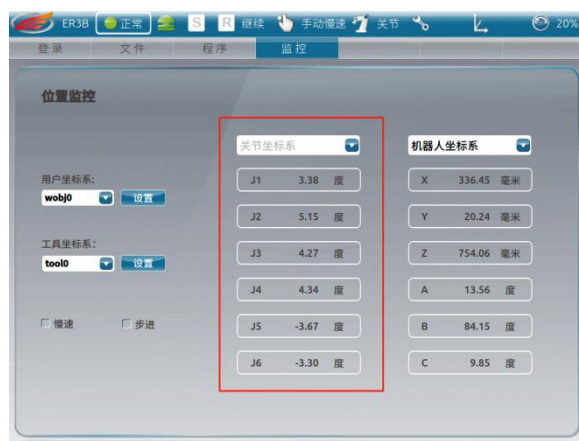 ER3B 正常 S R 继续 手动慢速 关节 20%
登录 文件 程序 监控
位置监控
关节坐标系 机器人坐标系
用户坐标系:
wobj0 设置
工具坐标系:
tool0 设置
慢速 步进
J1 3.38 度 X 336.45 毫米
J2 5.15 度 Y 20.24 毫米
J3 4.27 度 Z 754.06 毫米
J4 4.34 度 A 13.56 度
J5 -3.67 度 B 84.15 度
J6 -3.30 度 C 9.85 度